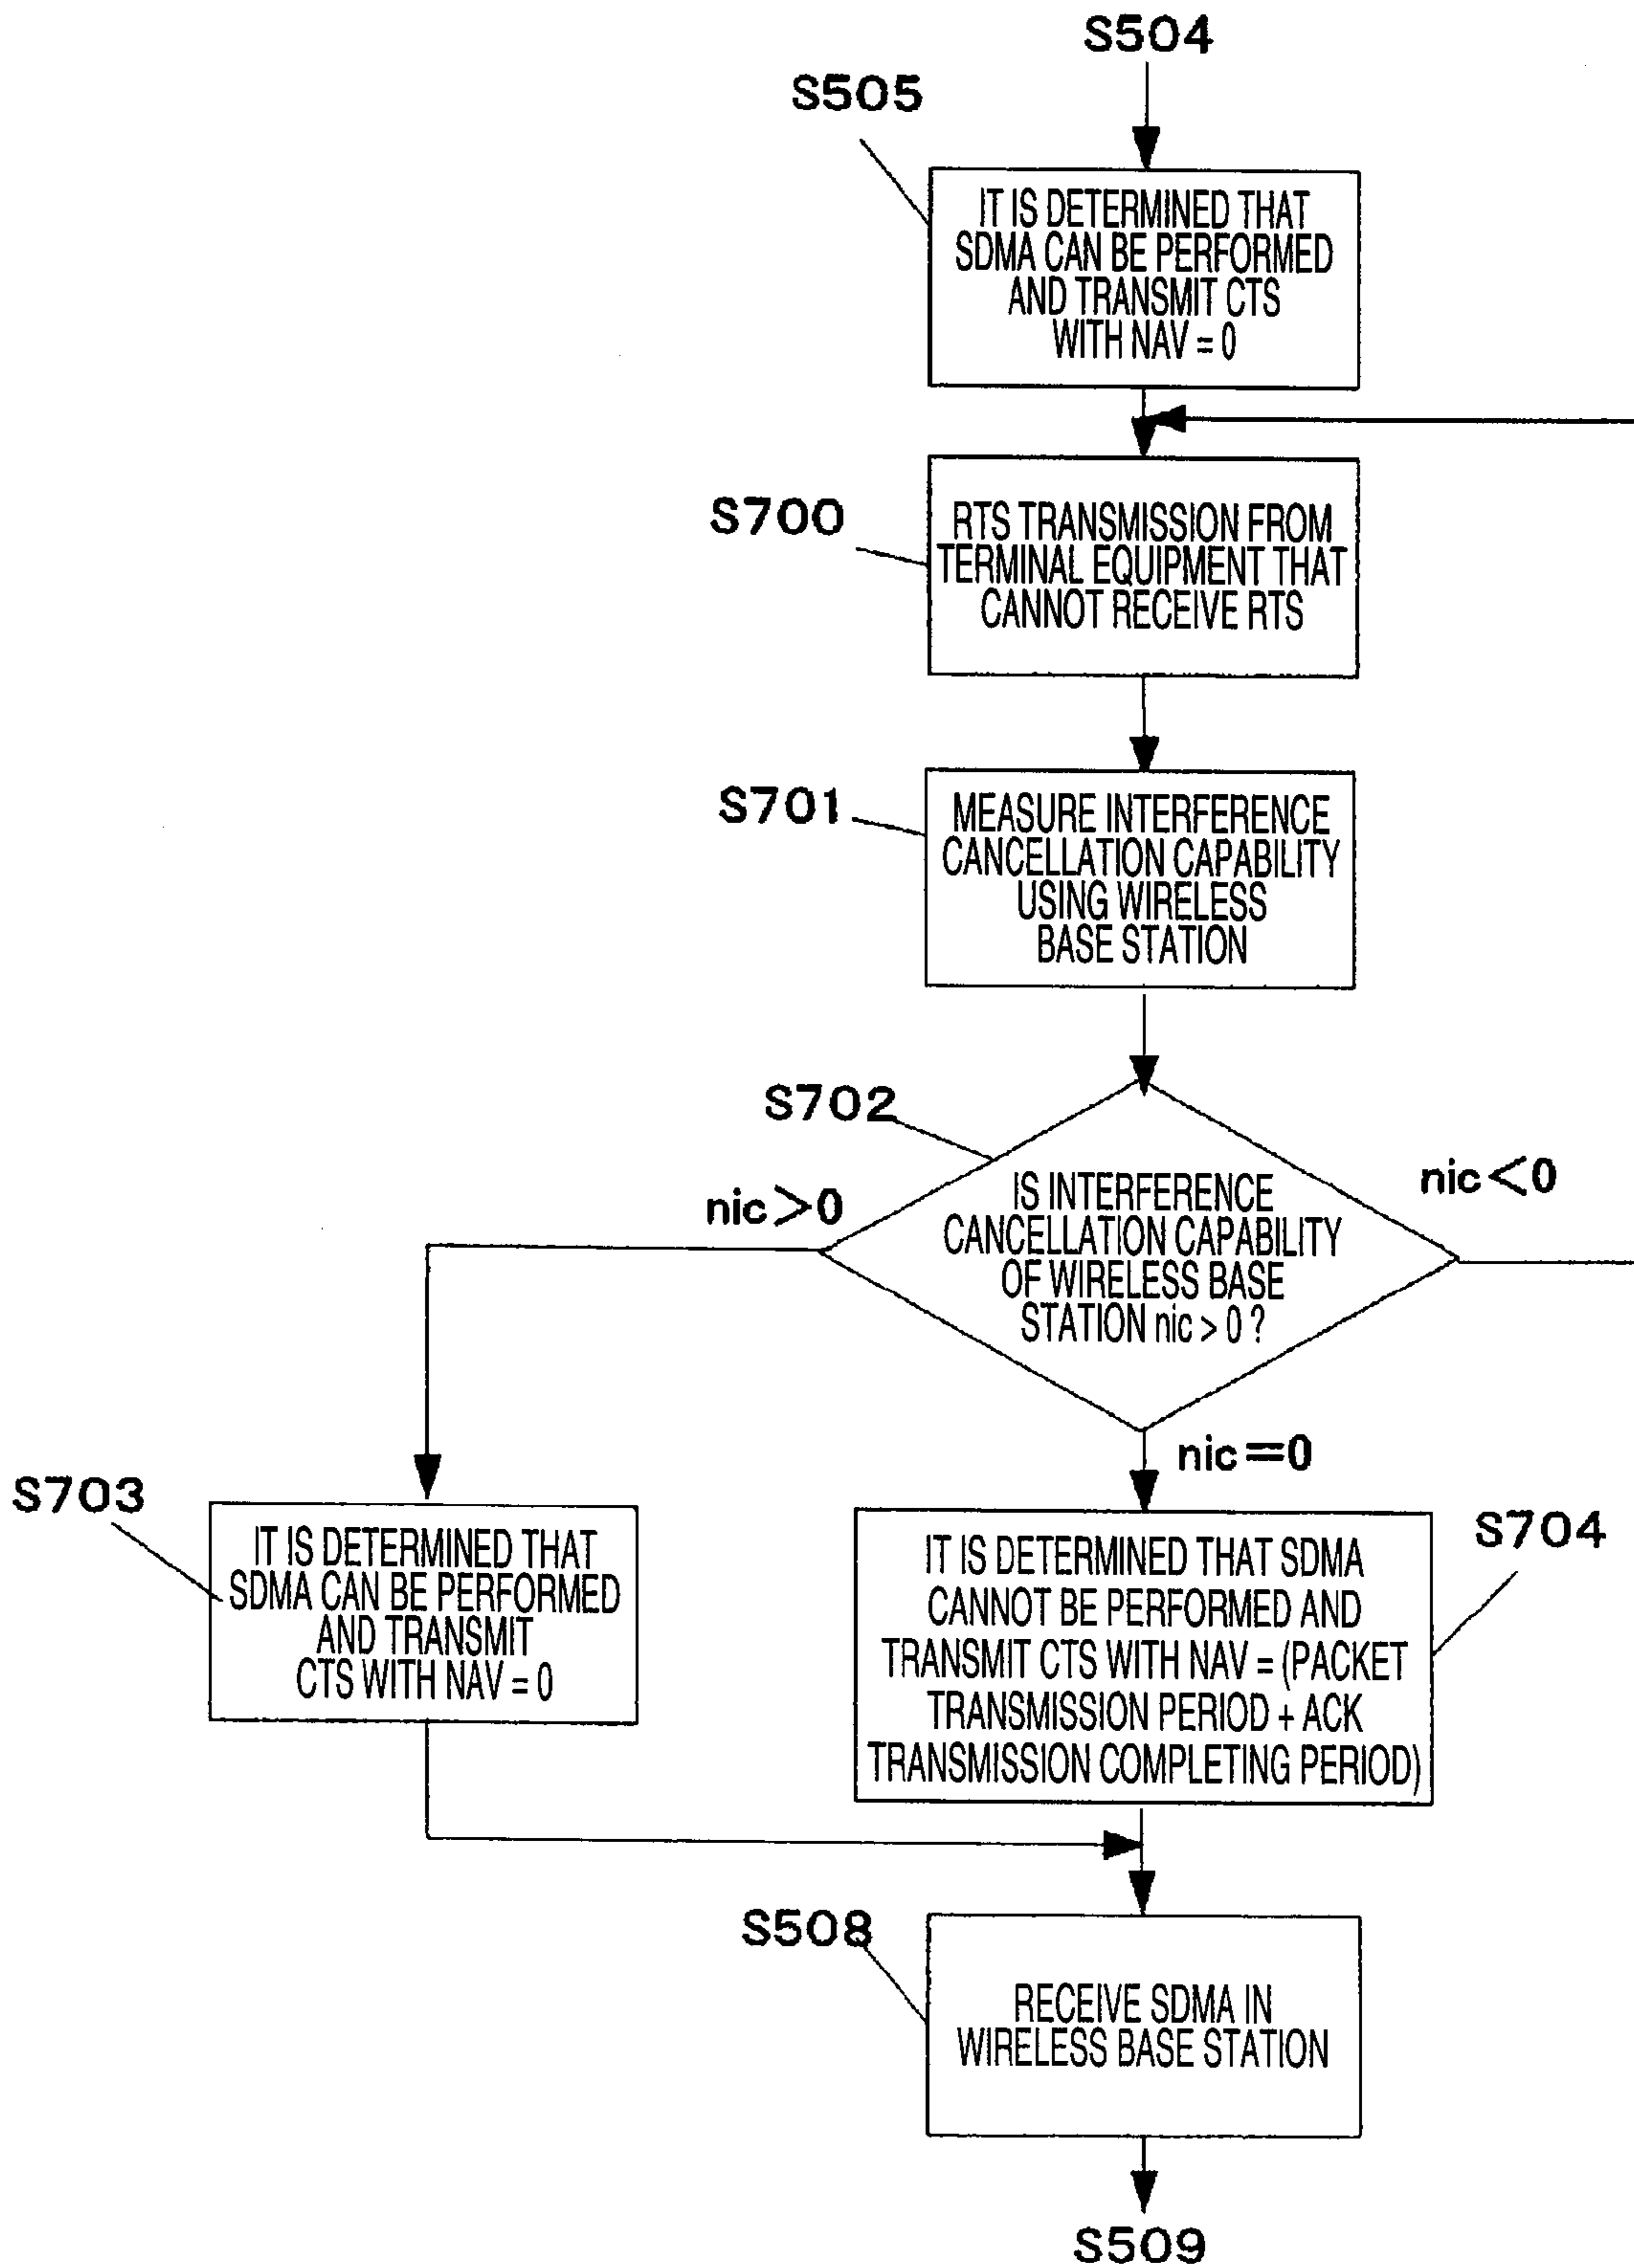 S504
S505
IT IS DETERMINED THAT
SDMA CAN BE PERFORMED
AND TRANSMIT CTS
WITH NAV = 0
S700
RTS TRANSMISSION FROM
TERMINAL EQUIPMENT THAT
CANNOT RECEIVE RTS
S701
MEASURE INTERFERENCE
CANCELLATION CAPABILITY
USING WIRELESS
BASE STATION
S702
nic>0
IS INTERFERENCE
CANCELLATION CAPABILITY
OF WIRELESS BASE
STATION nic > 0 ?
nic<0
nic=0
S703
IT IS DETERMINED THAT
SDMA CAN BE PERFORMED
AND TRANSMIT
CTS WITH NAV = 0
S704
IT IS DETERMINED THAT SDMA
CANNOT BE PERFORMED AND
TRANSMIT CTS WITH NAV = (PACKET
TRANSMISSION PERIOD + ACK
TRANSMISSION COMPLETING PERIOD)
S508
RECEIVE SDMA IN
WIRELESS BASE STATION
S509